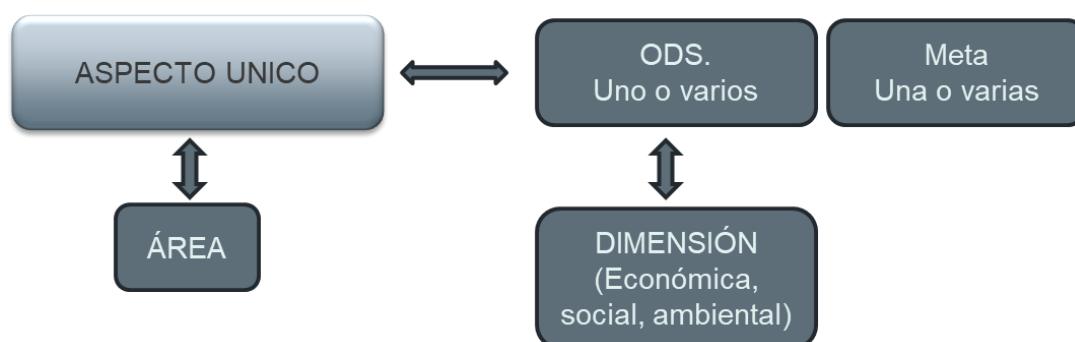 ASPECTO UNICO
ODS.
Uno o varios
Meta
Una o varias
ÁREA
DIMENSIÓN
(Económica,
social, ambiental)